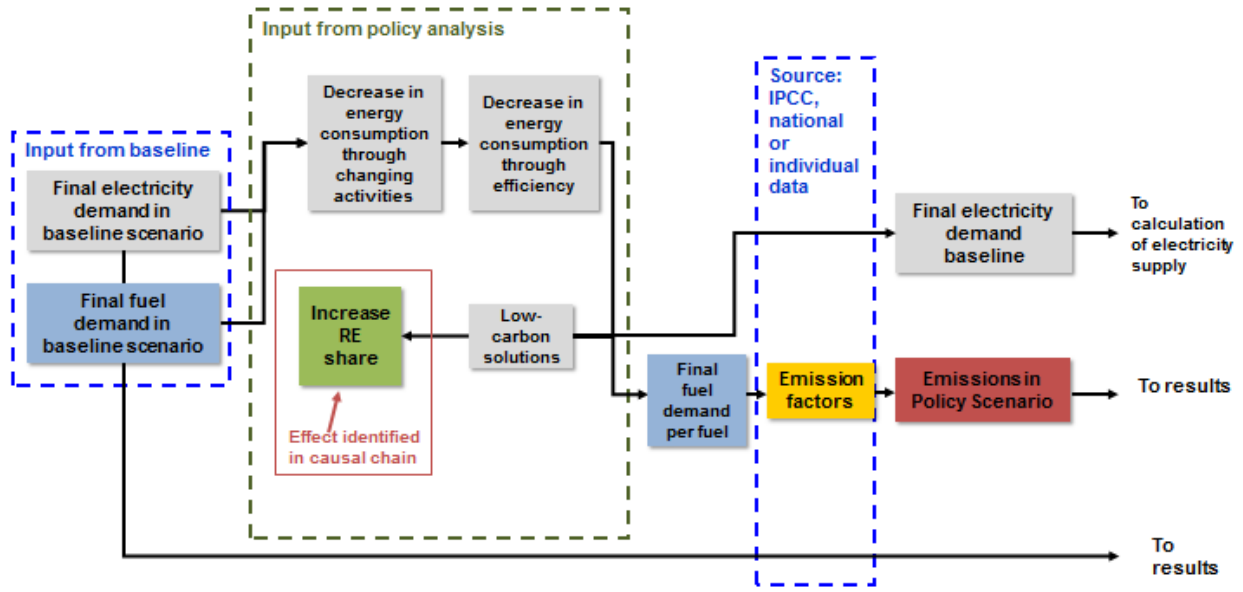 Input from policy analysis
Input from baseline
Final electricity
demand in
baseline scenario
Final fuel
demand in
baseline scenario
Decrease in
energy
consumption
through
changing
activities
Decrease in
energy
consumption
through
efficiency
Increase
RE
share
Effect identified
in causal chain
Low-
carbon
solutions
Final
fuel
demand
per fuel
Source:
IPCC,
national
or
individual
data
Emission
factors
Final electricity
demand
baseline
Emissions in
Policy Scenario
To
calculation
of electricity
supply
To results
To
results